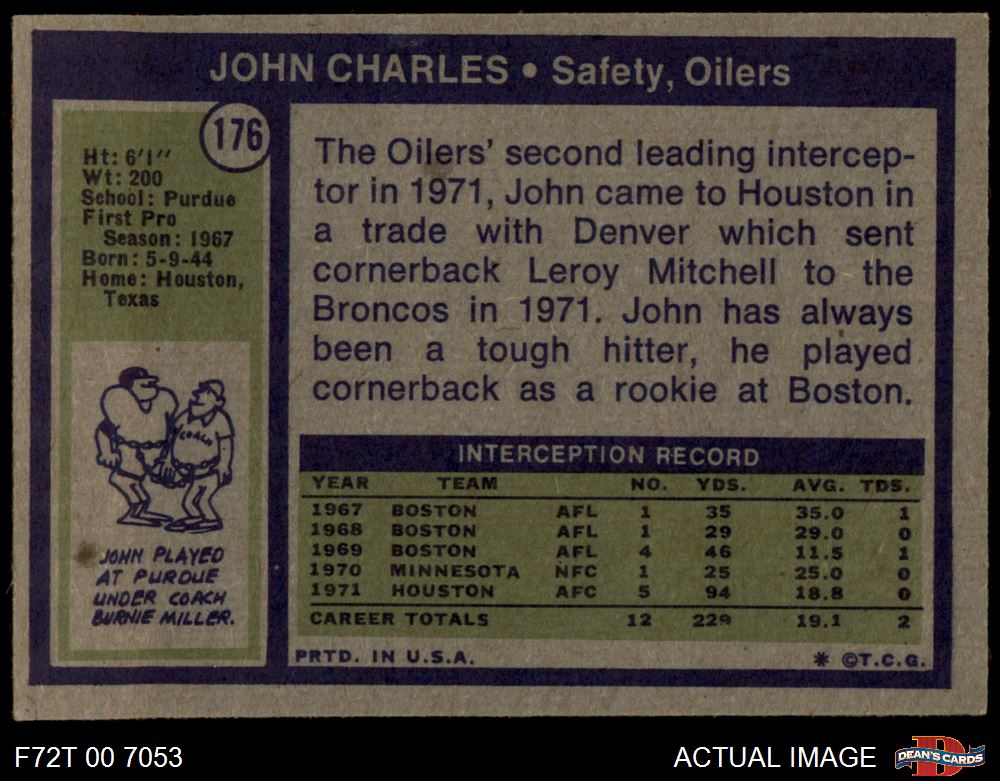 JOHN CHARLES • Safety, Oilers
176
Ht: 6'1''
Wt: 200
School: Purdue
First Pro
Season: 1967
Born: 5-9-44
Home: Houston,
Texas
The Oilers' second leading intercep-
tor in 1971, John came to Houston in
a trade with Denver which sent
cornerback Leroy Mitchell to the
Broncos in 1971. John has always
been a tough hitter, he played
cornerback as a rookie at Boston.
COACH
JOHN PLAYED
AT PURDUE
UNDER COACH
BURNIE MILLER.
INTERCEPTION RECORD
YEAR TEAM NO. YDS. AVG. TDS.
1967 BOSTON AFL 1 35 35.0 1
1968 BOSTON AFL 1 29 29.0 0
1969 BOSTON AFL 4 46 11.5 1
1970 MINNESOTA NFC 1 25 25.0 0
1971 HOUSTON AFC 5 94 18.8 0
CAREER TOTALS 12 229 19.1 2
PRTD. IN U.S.A. * ©T.C.G.
F72T 00 7053 ACTUAL IMAGE
DEAN'S CARDS